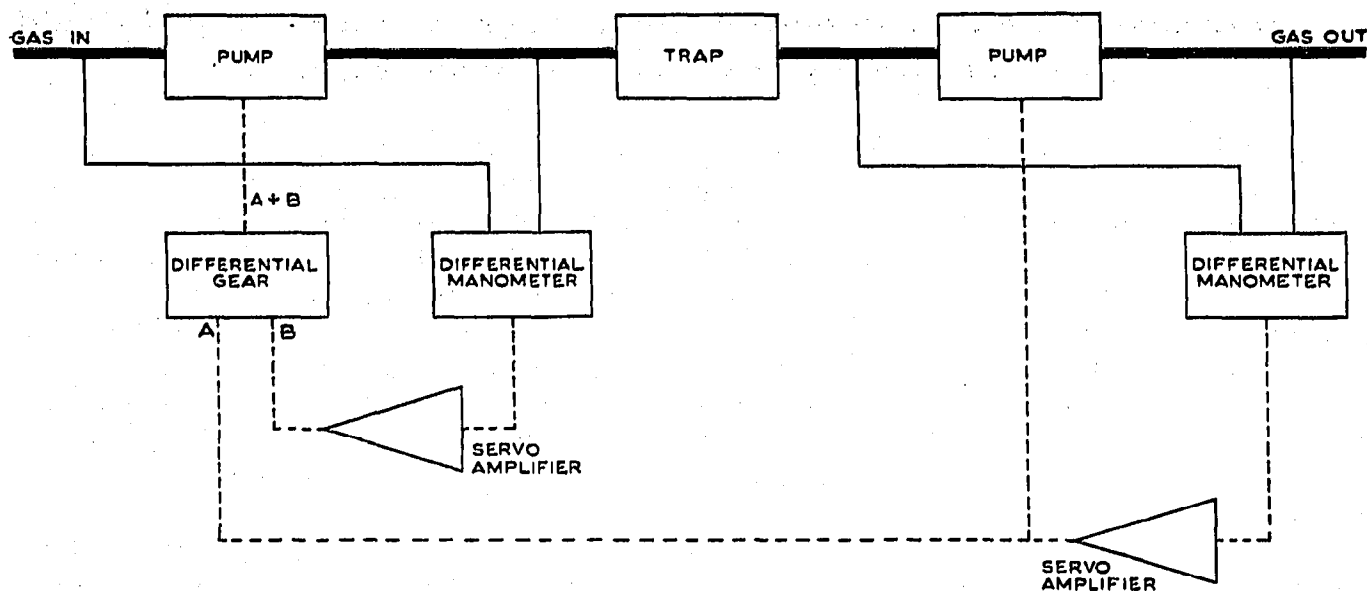 GAS IN
PUMP
TRAP
PUMP
GAS OUT
A + B
DIFFERENTIAL
GEAR
DIFFERENTIAL
MANOMETER
DIFFERENTIAL
MANOMETER
A
B
SERVO
AMPLIFIER
SERVO
AMPLIFIER